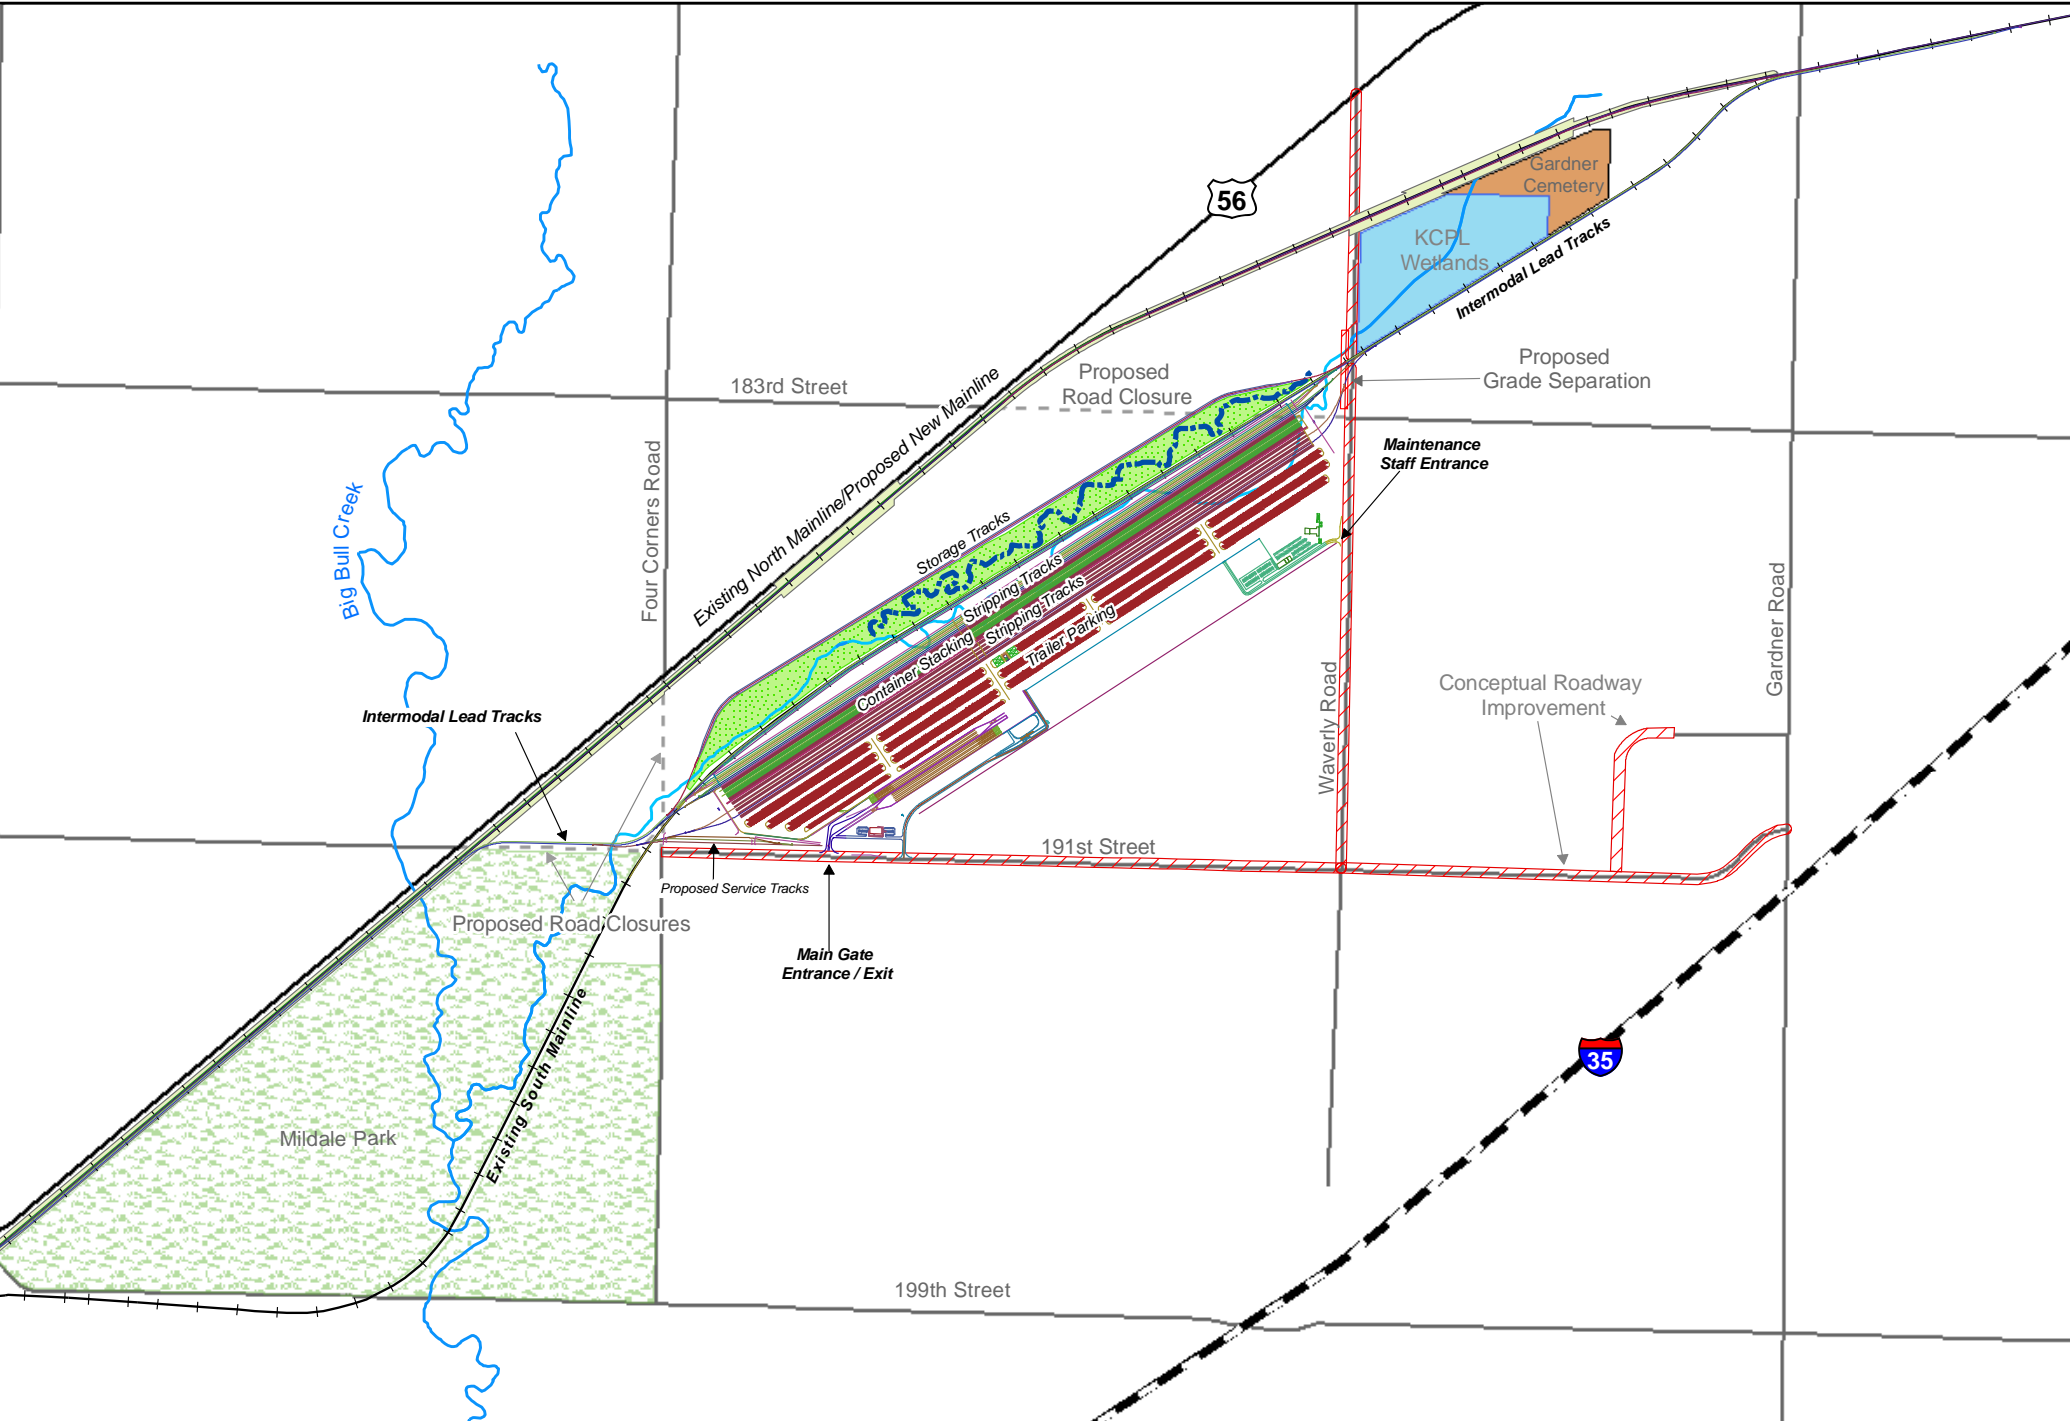 56
Gardner
Cemetery
KCPL
Wetlands
Intermodal Lead Tracks
183rd Street
Proposed
Road Closure
Proposed
Grade Separation
Existing North Mainline/Proposed New Mainline
Maintenance
Staff Entrance
Big Bull Creek
Four Corners Road
Storage Tracks
Stripping Tracks
Stripping Tracks
Container Stacking
Trailer Parking
Waverly Road
Gardner Road
Conceptual Roadway
Improvement
Intermodal Lead Tracks
191st Street
Proposed Service Tracks
Proposed Road Closures
Main Gate
Entrance / Exit
Existing South Mainline
35
Mildale Park
199th Street